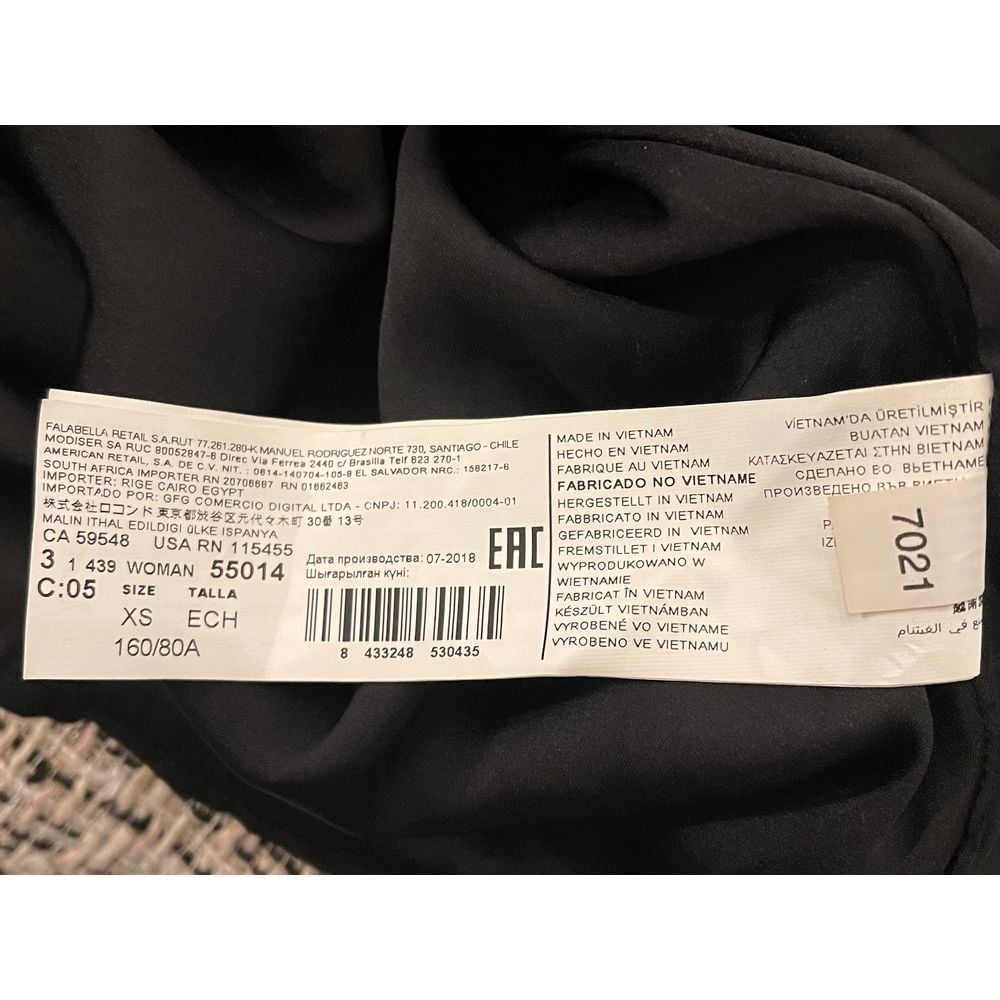 FALABELLA RETAIL S.A.RUT 77.261.280-K MANUEL RODRIGUEZ NORTE 730, SANTIAGO - CHILE
MODISER SA RUC 80052847-6 Direc Via Ferrea 2440 c/ Brasilia Telf 823 270-1
AMERICAN RETAIL, S.A. DE C.V. NIT. : 0614-140704-105-8 EL SALVADOR NRC.: 158217-6
SOUTH AFRICA IMPORTER RN 20706687 RN 01662463
IMPORTER: RIGE CAIRO EGYPT
IMPORTADO POR: GFG COMERCIO DIGITAL LTDA - CNPJ: 11.200.418/0004-01
株式会社ロコンド 東京都渋谷区元代々木町 30番 13号
MALIN ITHAL EDILDIGI ÜLKE ISPANYA
CA 59548 USA RN 115455
3 1 439 WOMAN 55014
C:05 SIZE TALLA
XS ECH
160/80A
Дата производства: 07-2018
Шығарылған күні:
EAC
8 433248 530435
MADE IN VIETNAM
HECHO EN VIETNAM
FABRIQUE AU VIETNAM
FABRICADO NO VIETNAME
HERGESTELLT IN VIETNAM
FABBRICATO IN VIETNAM
GEFABRICEERD IN VIETNAM
FREMSTILLET I VIETNAM
WYPRODUKOWANO W
WIETNAMIE
FABRICAT ÎN VIETNAM
KÉSZÜLT VIETNÁMBAN
VYROBENÉ VO VIETNAME
VYROBENO VE VIETNAMU
VİETNAM'DA ÜRETİLMİŞTİR
BUATAN VIETNAM
ΚΑΤΑΣΚΕΥΑΖΕΤΑΙ ΣΤΗΝ ΒΙΕΤΝΑΜ
СДЕЛАНО ВО ВЬЕТНАМЕ
ПРОИЗВЕДЕНО ВЪВ
7021
في الفيتنام